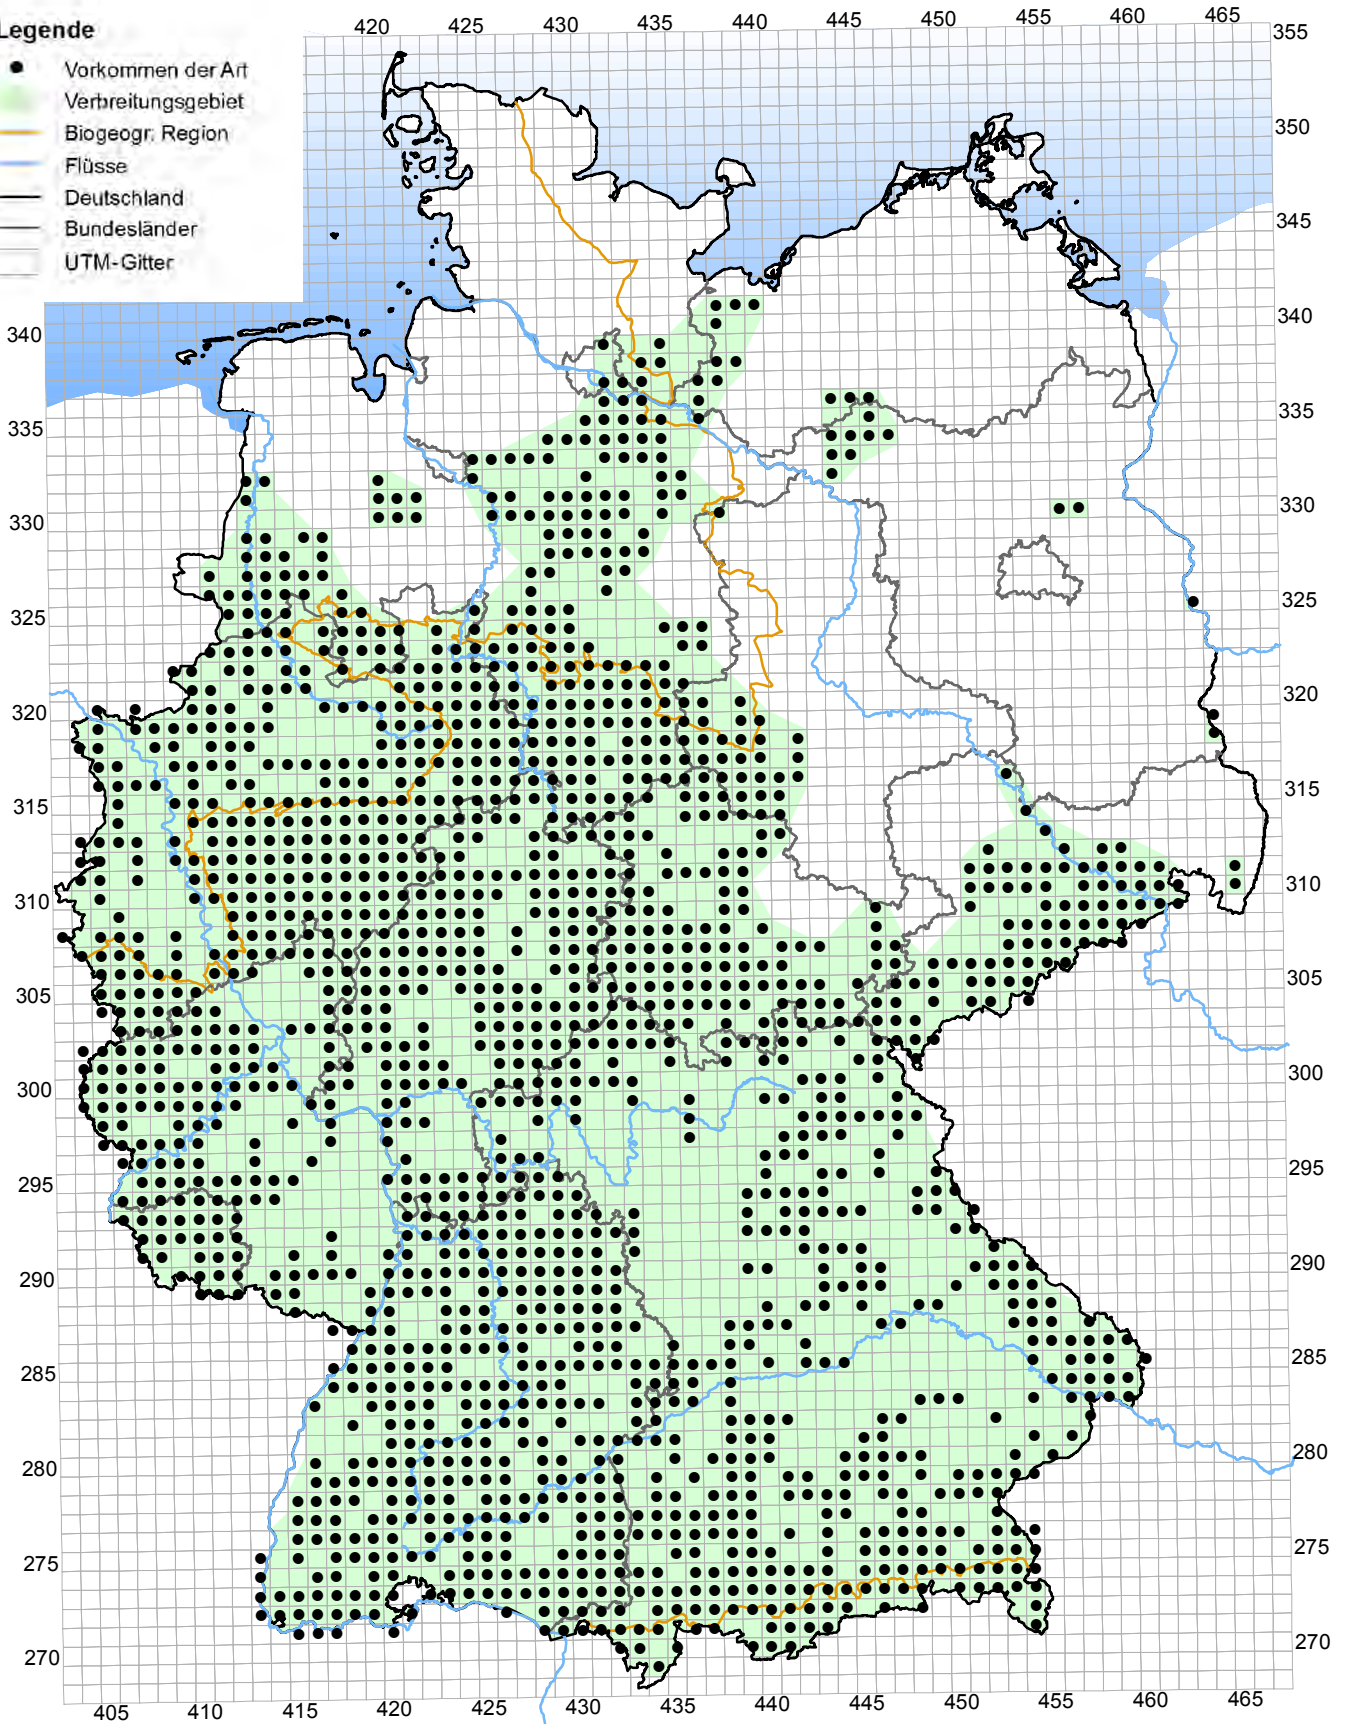 Legende
Vorkommen der Art
Verbreitungsgebiet
Biogeogr. Region
Flüsse
Deutschland
Bundesländer
UTM-Gitter
420 425 430 435 440 445 450 455 460 465
355
350
345
340 340
335 335
330 330
325 325
320 320
315 315
310 310
305 305
300 300
295 295
290 290
285 285
280 280
275 275
270 270
405 410 415 420 425 430 435 440 445 450 455 460 465